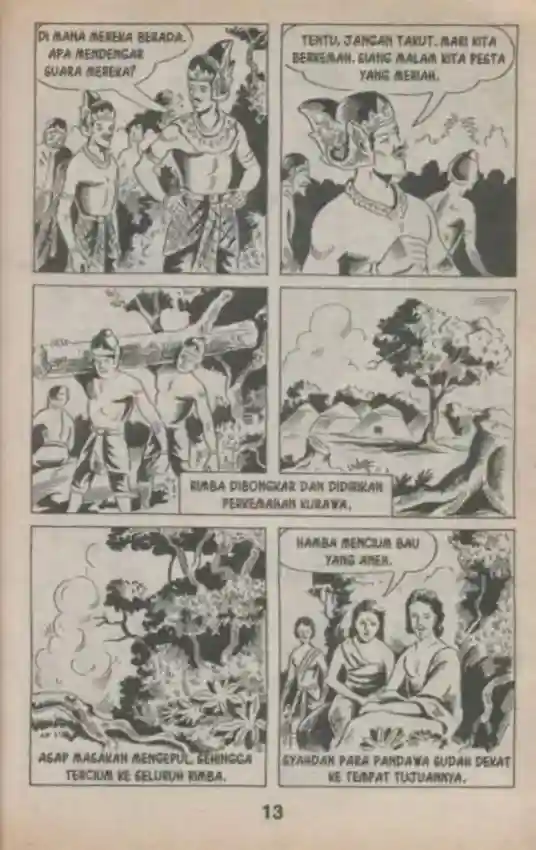 DI MANA MEREKA BERADA.
APA MENDENGAR
SUARA MEREKA?
TENTU, JANGAN TAKUT. MARI KITA
BERKEMAH. SIANG MALAM KITA PESTA
YANG MERIAH.
RIMBA DIBONGKAR DAN DIDIRIKAN
PERKEMAHAN KURAWA.
ASAP MASAKAN MENGEPUL, SEHINGGA
TERCIUM KE SELURUH RIMBA.
HAMBA MENCIUM BAU
YANG ANEH.
SYAHDAN PARA PANDAWA SUDAH DEKAT
KE TEMPAT TUJUANNYA.
13